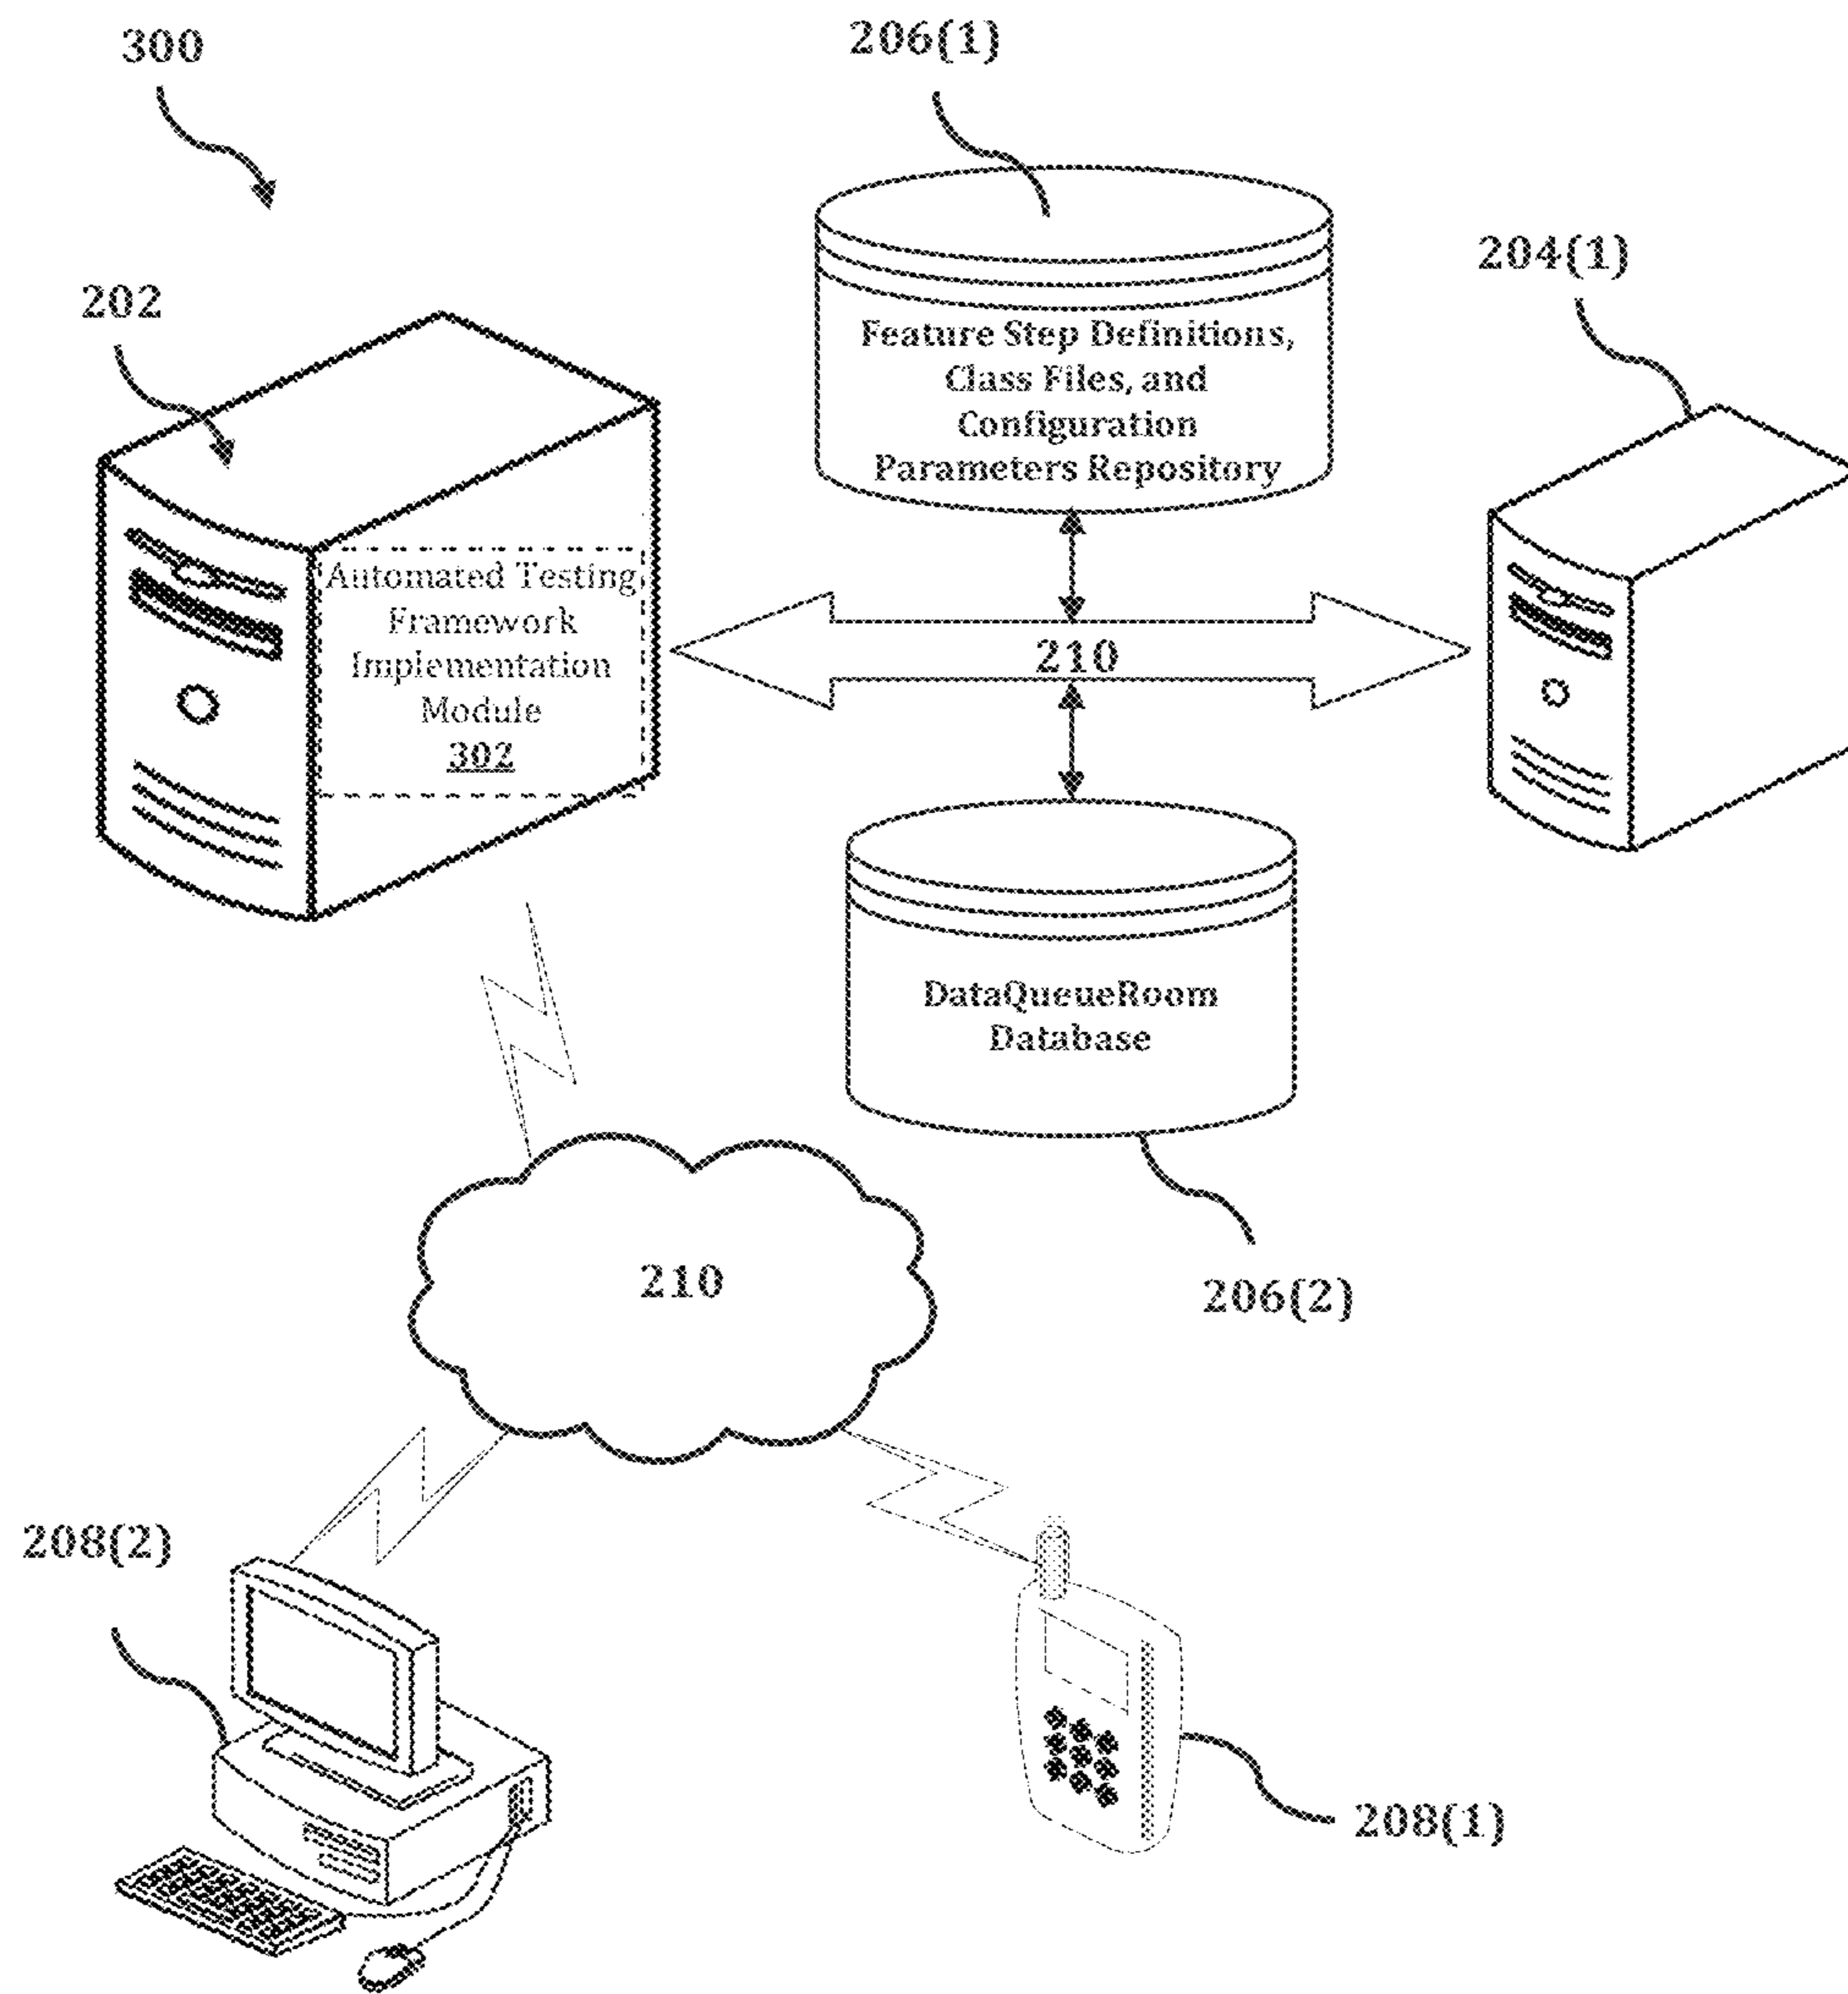 300
206(1)
204(1)
202
Feature Step Definitions,
Class Files, and
Configuration
Parameters Repository
Automated Testing
Framework
Implementation
Module
302
210
DataQueueRoom
Database
206(2)
210
208(2)
208(1)